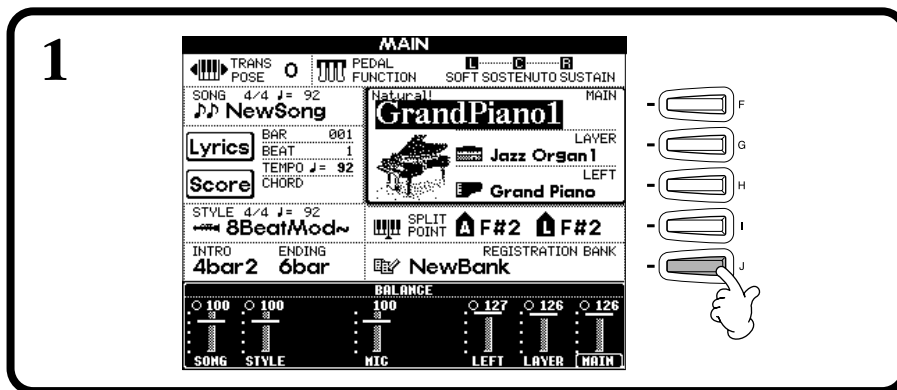 1
MAIN
TRANS POSE 0
PEDAL FUNCTION
L C R
SOFT SOSTENUTO SUSTAIN
SONG 4/4 ♩= 92
NewSong
Lyrics
Score
BAR 001
BEAT 1
TEMPO ♩= 92
CHORD
Natural! MAIN
GrandPiano1
LAYER
Jazz Organ1
LEFT
Grand Piano
STYLE 4/4 ♩= 92
8BeatMod~
SPLIT POINT A F#2 L F#2
INTRO ENDING
4bar2 6bar
REGISTRATION BANK
NewBank
BALANCE
100 100 100 127 126 126
SONG STYLE MIC LEFT LAYER MAIN
F
G
H
I
J